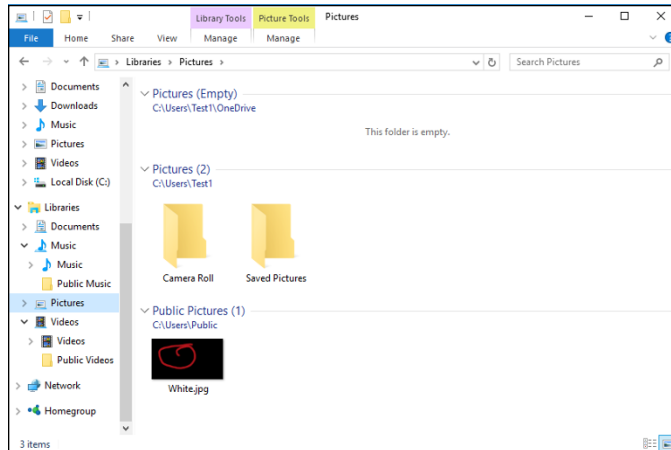 Library Tools Picture Tools Pictures
File Home Share View Manage Manage
Libraries Pictures Search Pictures
Documents
Downloads
Music
Pictures
Videos
Local Disk (C:)
Libraries
Documents
Music
Music
Public Music
Pictures
Videos
Videos
Public Videos
Network
Homegroup
Pictures (Empty)
C:\Users\Test1\OneDrive
This folder is empty.
Pictures (2)
C:\Users\Test1
Camera Roll Saved Pictures
Public Pictures (1)
C:\Users\Public
White.jpg
3 items